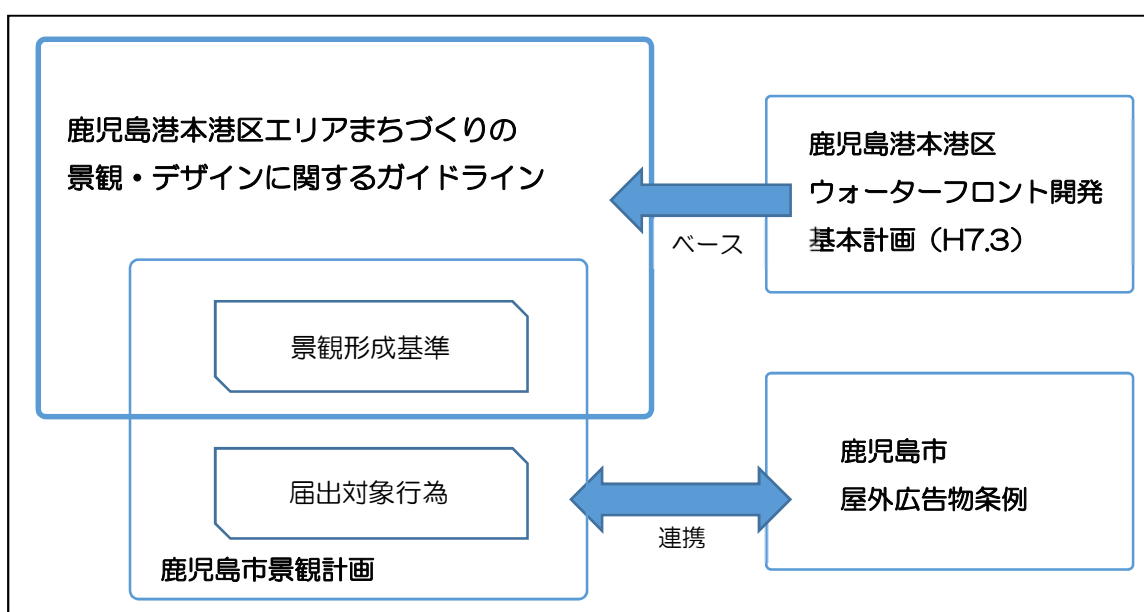 鹿児島港本港区エリアまちづくりの
景観・デザインに関するガイドライン
鹿児島港本港区
ウォーターフロント開発
基本計画（H7.3）
ベース
景観形成基準
届出対象行為
鹿児島市景観計画
連携
鹿児島市
屋外広告物条例